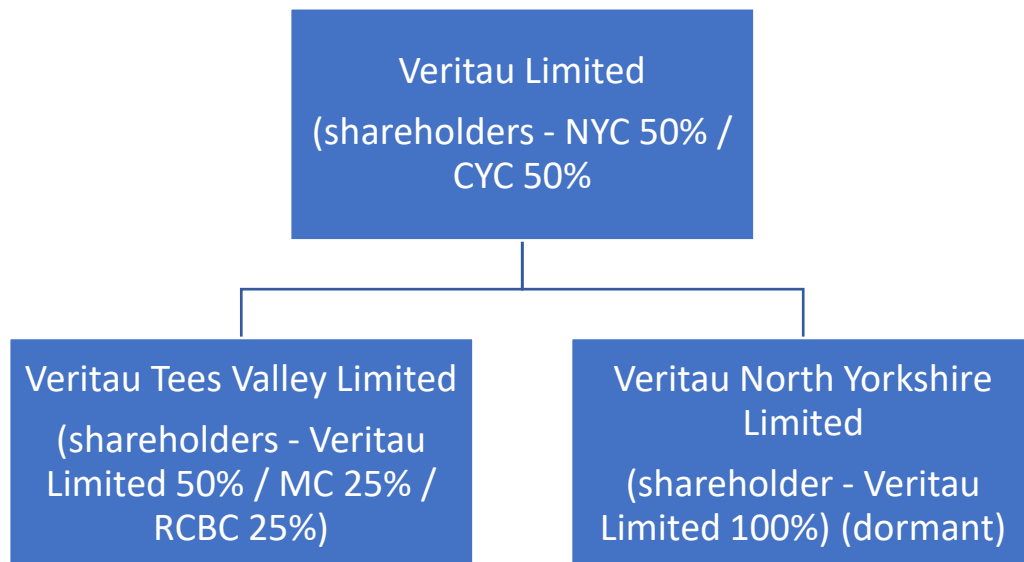 Veritau Limited
(shareholders - NYC 50% /
CYC 50%
Veritau Tees Valley Limited
(shareholders - Veritau
Limited 50% / MC 25% /
RCBC 25%)
Veritau North Yorkshire
Limited
(shareholder - Veritau
Limited 100%) (dormant)